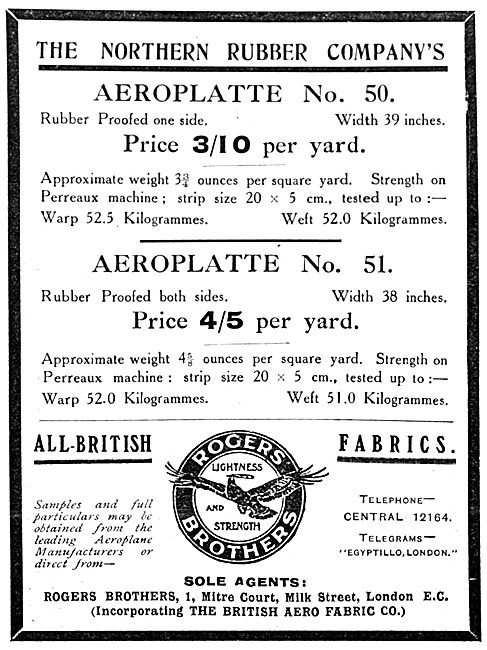 THE NORTHERN RUBBER COMPANY'S
AEROPLATTE No. 50.
Rubber Proofed one side. Width 39 inches.
Price 3/10 per yard.
Approximate weight 3¾ ounces per square yard. Strength on
Perreaux machine; strip size 20 × 5 cm., tested up to :—
Warp 52.5 Kilogrammes. Weft 52.0 Kilogrammes.
AEROPLATTE No. 51.
Rubber Proofed both sides. Width 38 inches.
Price 4/5 per yard.
Approximate weight 4⅝ ounces per square yard. Strength on
Perreaux machine : strip size 20 × 5 cm., tested up to :—
Warp 52.0 Kilogrammes. Weft 51.0 Kilogrammes.
ALL-BRITISH FABRICS.
ROGERS
LIGHTNESS
AND
STRENGTH
BROTHERS
Samples and full
particulars may be
obtained from the
leading Aeroplane
Manufacturers or
direct from—
TELEPHONE—
CENTRAL 12164.
TELEGRAMS—
"EGYPTILLO, LONDON."
SOLE AGENTS:
ROGERS BROTHERS, 1, Mitre Court, Milk Street, London E.C.
(Incorporating THE BRITISH AERO FABRIC CO.)